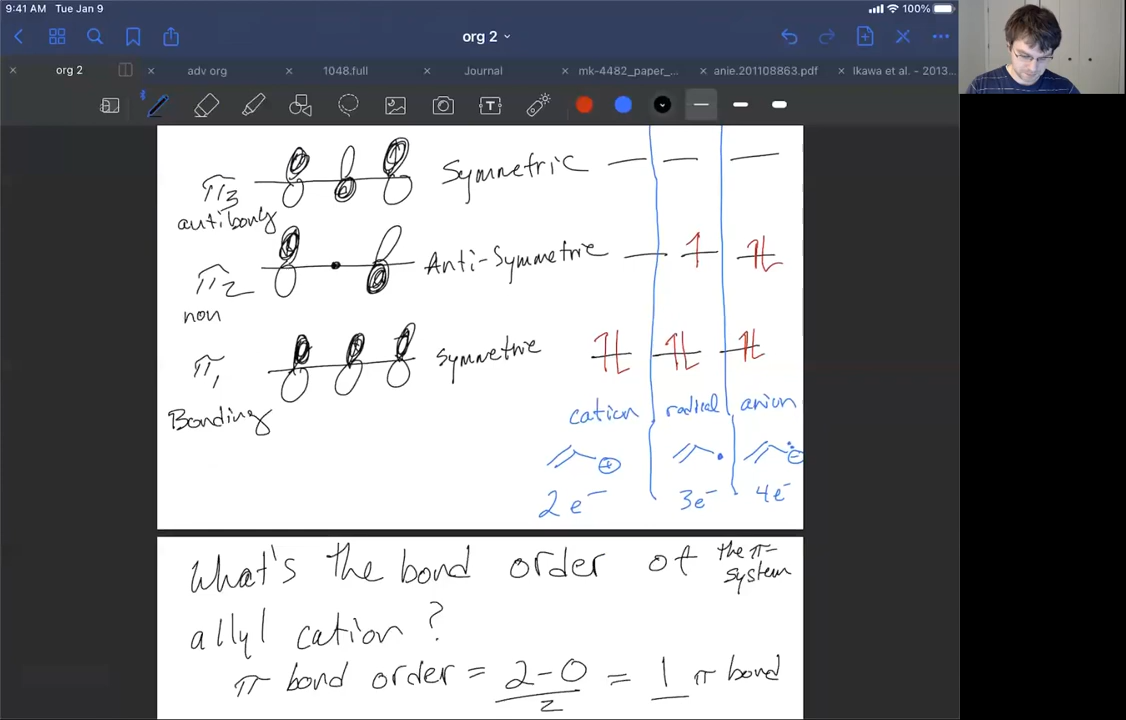 9:41 AM Tue Jan 9
100%
org 2
org 2
adv org
1048.full
Journal
mk-4482_paper_...
anie.201108863.pdf
Ikawa et al. - 2013...
T
π3
antibondg
Symmetric
π2
non
Anti-Symmetric
π1
Bonding
Symmetric
cation
radical
anion
⊕
2 e⁻
3e⁻
4e⁻
What's the bond order of the π-
system
allyl cation?
π bond order = 2-0 = 1 π bond
2